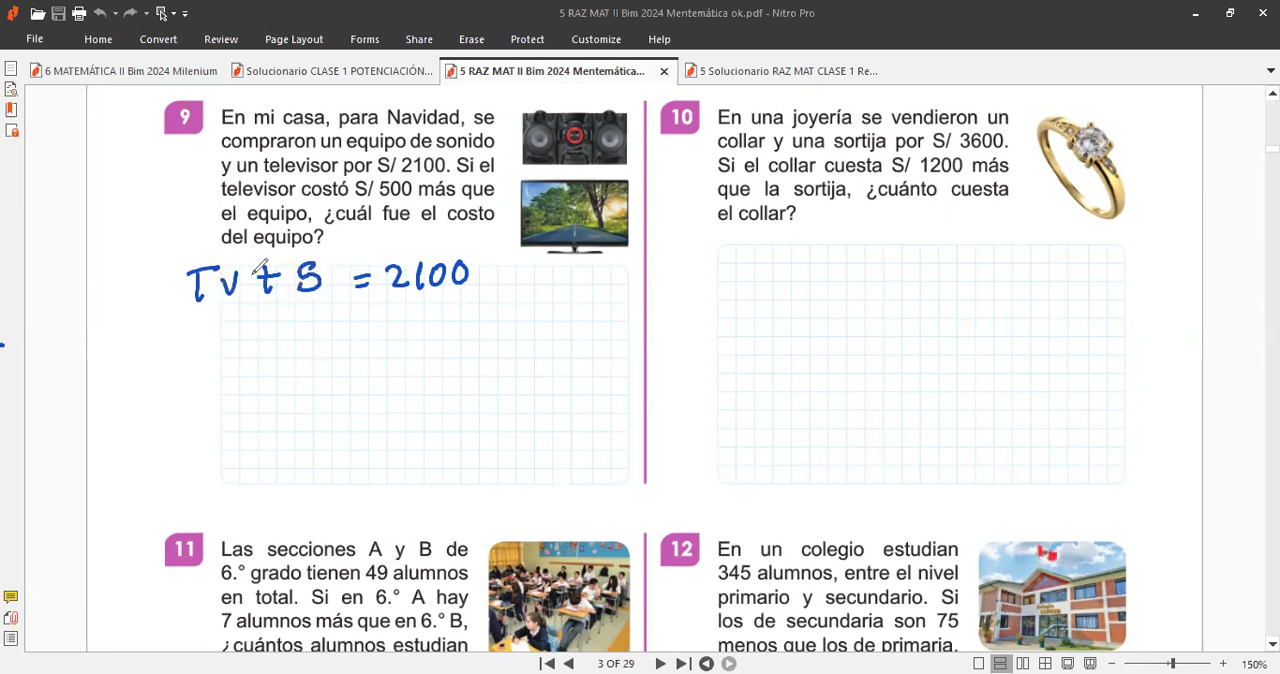 5 RAZ MAT II Bim 2024 Mentemática ok.pdf - Nitro Pro
File Home Convert Review Page Layout Forms Share Erase Protect Customize Help
6 MATEMÁTICA II Bim 2024 Milenium
Solucionario CLASE 1 POTENCIACIÓN...
5 RAZ MAT II Bim 2024 Mentemática...
5 Solucionario RAZ MAT CLASE 1 Re...
9
En mi casa, para Navidad, se
compraron un equipo de sonido
y un televisor por S/ 2100. Si el
televisor costó S/ 500 más que
el equipo, ¿cuál fue el costo
del equipo?
TV + S = 2100
10
En una joyería se vendieron un
collar y una sortija por S/ 3600.
Si el collar cuesta S/ 1200 más
que la sortija, ¿cuánto cuesta
el collar?
11
Las secciones A y B de
6.° grado tienen 49 alumnos
en total. Si en 6.° A hay
7 alumnos más que en 6.° B,
¿cuántos alumnos estudian
12
En un colegio estudian
345 alumnos, entre el nivel
primario y secundario. Si
los de secundaria son 75
menos que los de primaria,
3 OF 29
150%